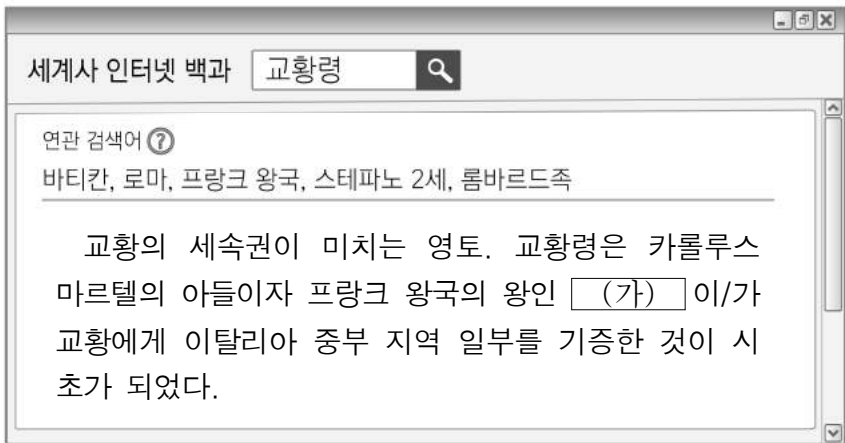 세계사 인터넷 백과 교황령
연관 검색어 ?
바티칸, 로마, 프랑크 왕국, 스테파노 2세, 롬바르드족
교황의 세속권이 미치는 영토. 교황령은 카롤루스
마르텔의 아들이자 프랑크 왕국의 왕인 (가) 이/가
교황에게 이탈리아 중부 지역 일부를 기증한 것이 시
초가 되었다.